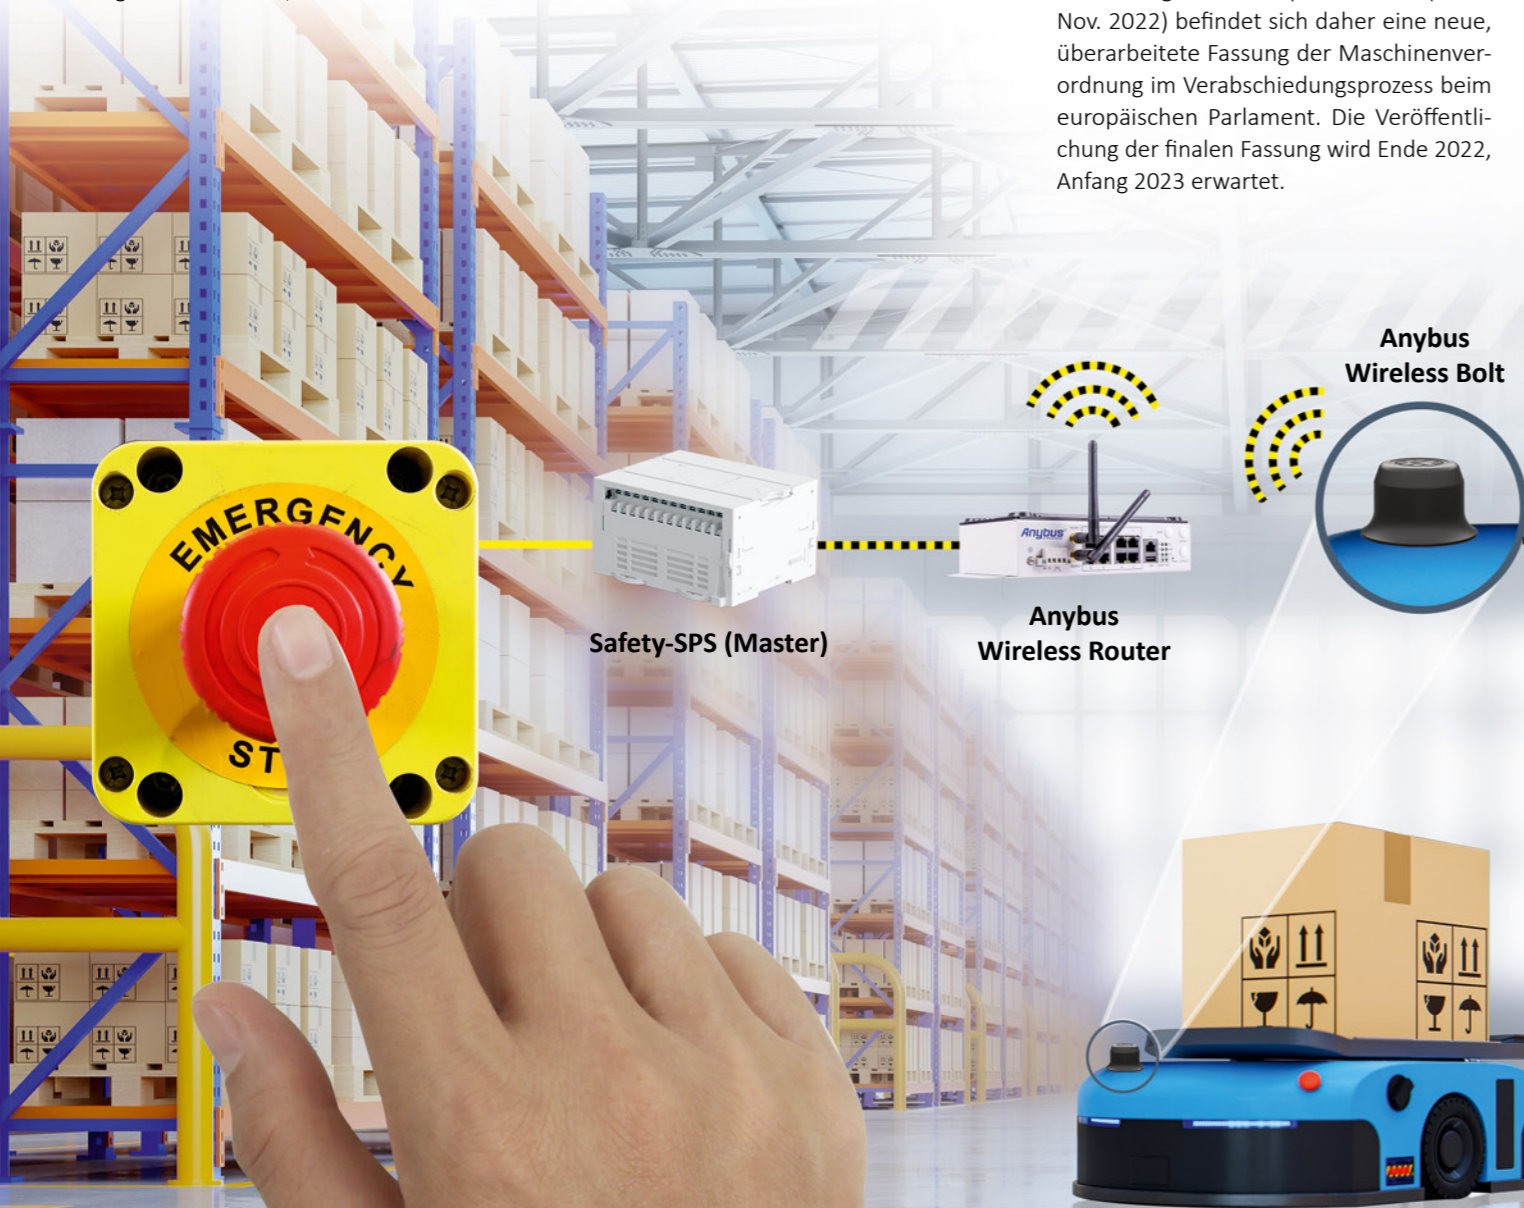 Nov. 2022) befindet sich daher eine neue,
überarbeitete Fassung der Maschinenver-
ordnung im Verabschiedungsprozess beim
europäischen Parlament. Die Veröffentli-
chung der finalen Fassung wird Ende 2022,
Anfang 2023 erwartet.
Anybus
Wireless Bolt
EMERGENCY
Anybus
Safety-SPS (Master)
Anybus
Wireless Router
ST